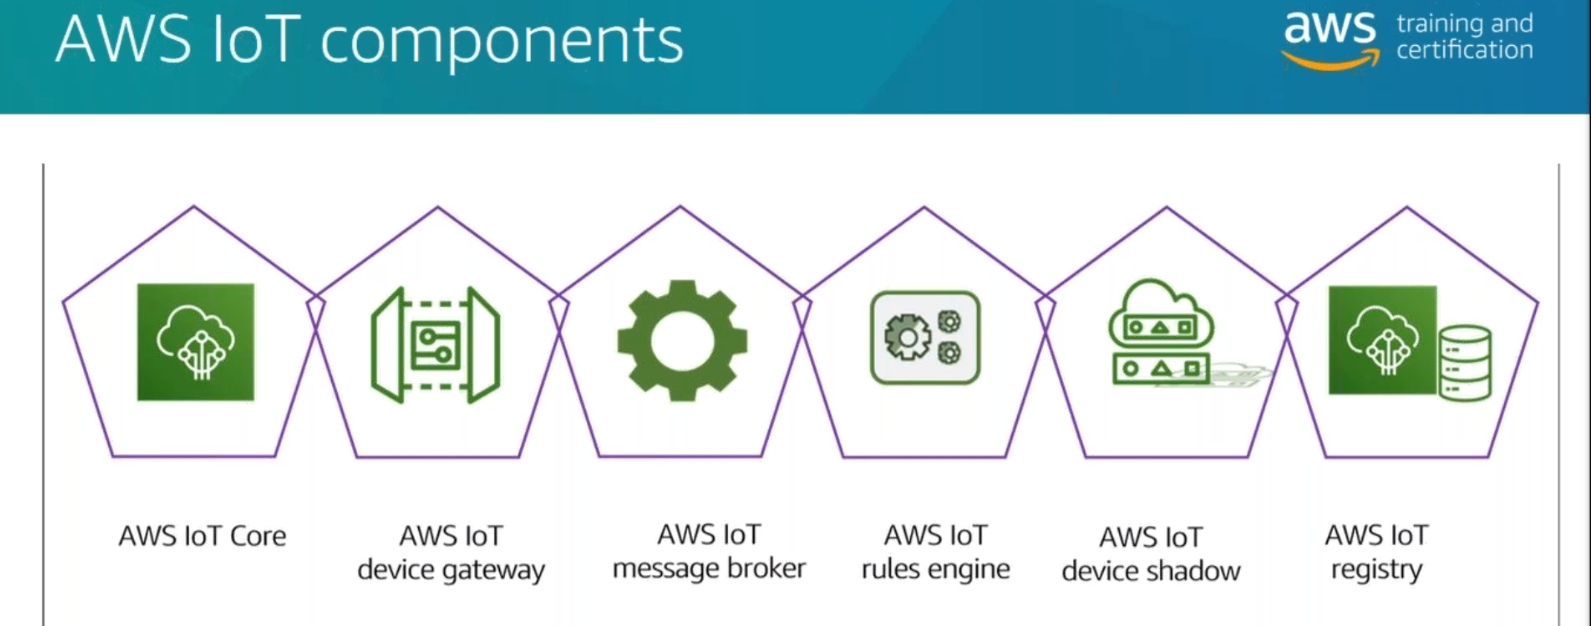 AWS IoT components
aws training and
certification
AWS IoT Core
AWS IoT
device gateway
AWS IoT
message broker
AWS IoT
rules engine
AWS IoT
device shadow
AWS IoT
registry